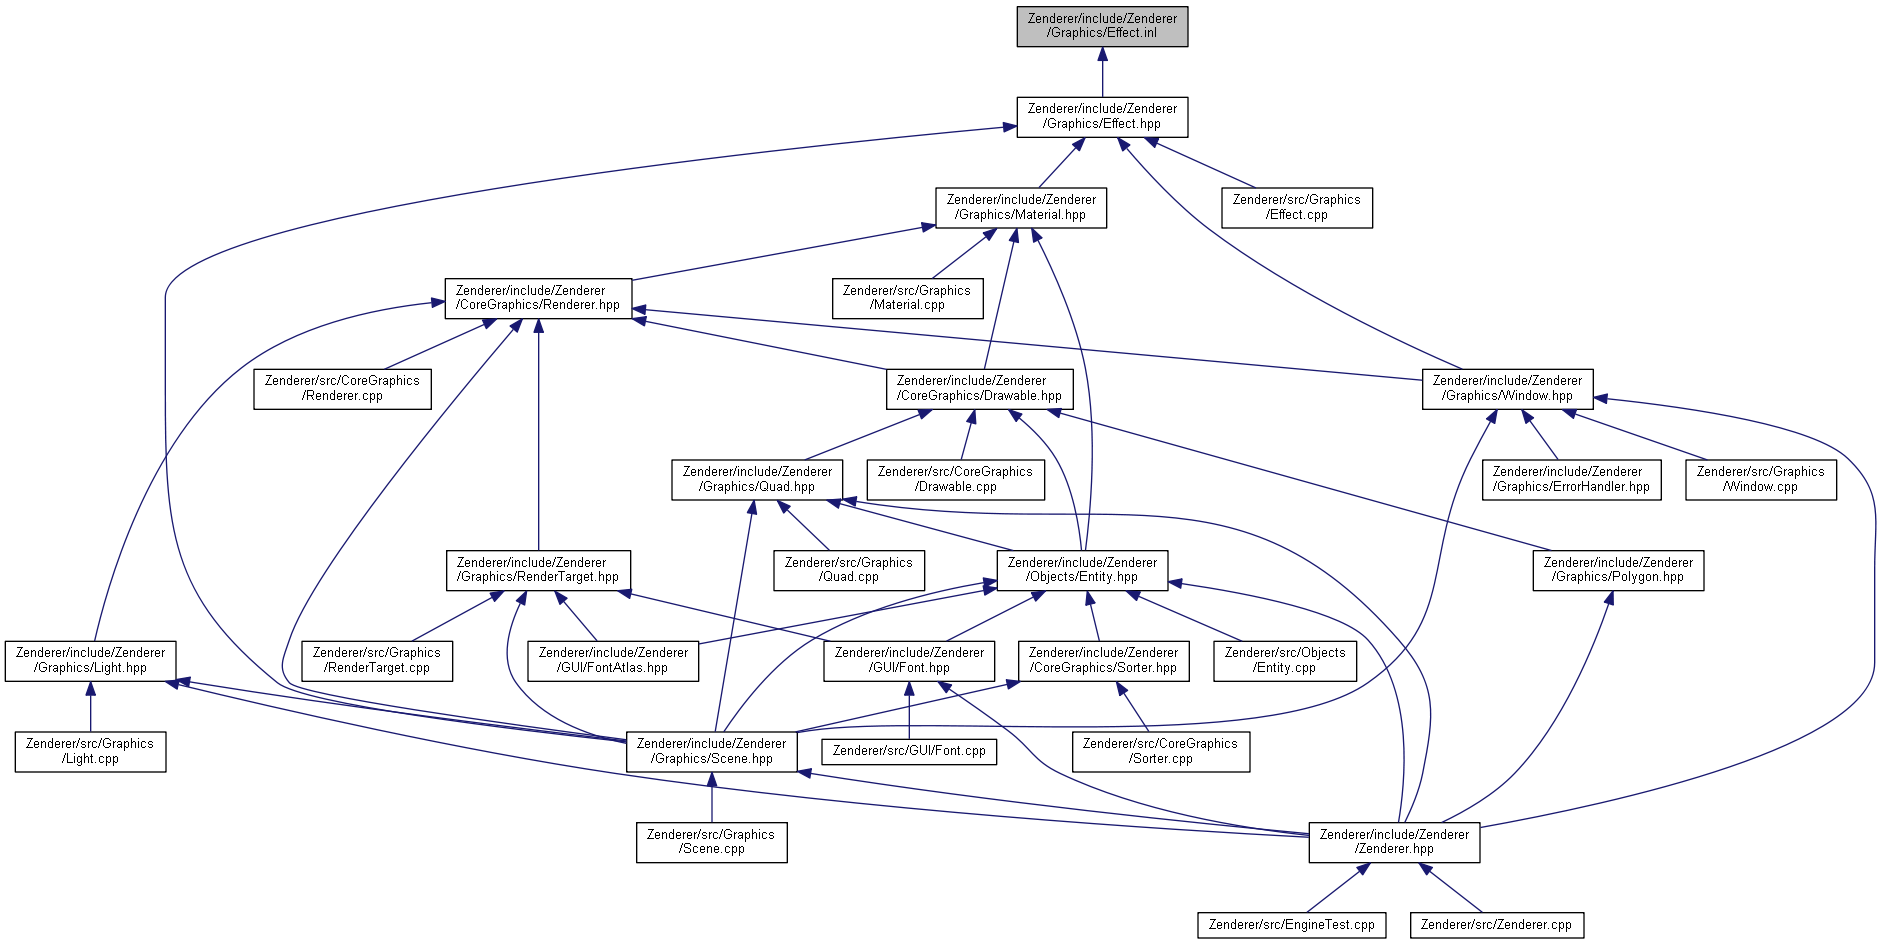 Zenderer/include/Zenderer
/Graphics/Effect.inl
Zenderer/include/Zenderer
/Graphics/Effect.hpp
Zenderer/include/Zenderer
/Graphics/Material.hpp
Zenderer/src/Graphics
/Effect.cpp
Zenderer/include/Zenderer
/CoreGraphics/Renderer.hpp
Zenderer/src/Graphics
/Material.cpp
Zenderer/src/CoreGraphics
/Renderer.cpp
Zenderer/include/Zenderer
/CoreGraphics/Drawable.hpp
Zenderer/include/Zenderer
/Graphics/Window.hpp
Zenderer/include/Zenderer
/Graphics/Quad.hpp
Zenderer/src/CoreGraphics
/Drawable.cpp
Zenderer/include/Zenderer
/Graphics/ErrorHandler.hpp
Zenderer/src/Graphics
/Window.cpp
Zenderer/include/Zenderer
/Graphics/RenderTarget.hpp
Zenderer/src/Graphics
/Quad.cpp
Zenderer/include/Zenderer
/Objects/Entity.hpp
Zenderer/include/Zenderer
/Graphics/Polygon.hpp
Zenderer/include/Zenderer
/Graphics/Light.hpp
Zenderer/src/Graphics
/RenderTarget.cpp
Zenderer/include/Zenderer
/GUI/FontAtlas.hpp
Zenderer/include/Zenderer
/GUI/Font.hpp
Zenderer/include/Zenderer
/CoreGraphics/Sorter.hpp
Zenderer/src/Objects
/Entity.cpp
Zenderer/src/Graphics
/Light.cpp
Zenderer/include/Zenderer
/Graphics/Scene.hpp
Zenderer/src/GUI/Font.cpp
Zenderer/src/CoreGraphics
/Sorter.cpp
Zenderer/src/Graphics
/Scene.cpp
Zenderer/include/Zenderer
/Zenderer.hpp
Zenderer/src/EngineTest.cpp
Zenderer/src/Zenderer.cpp